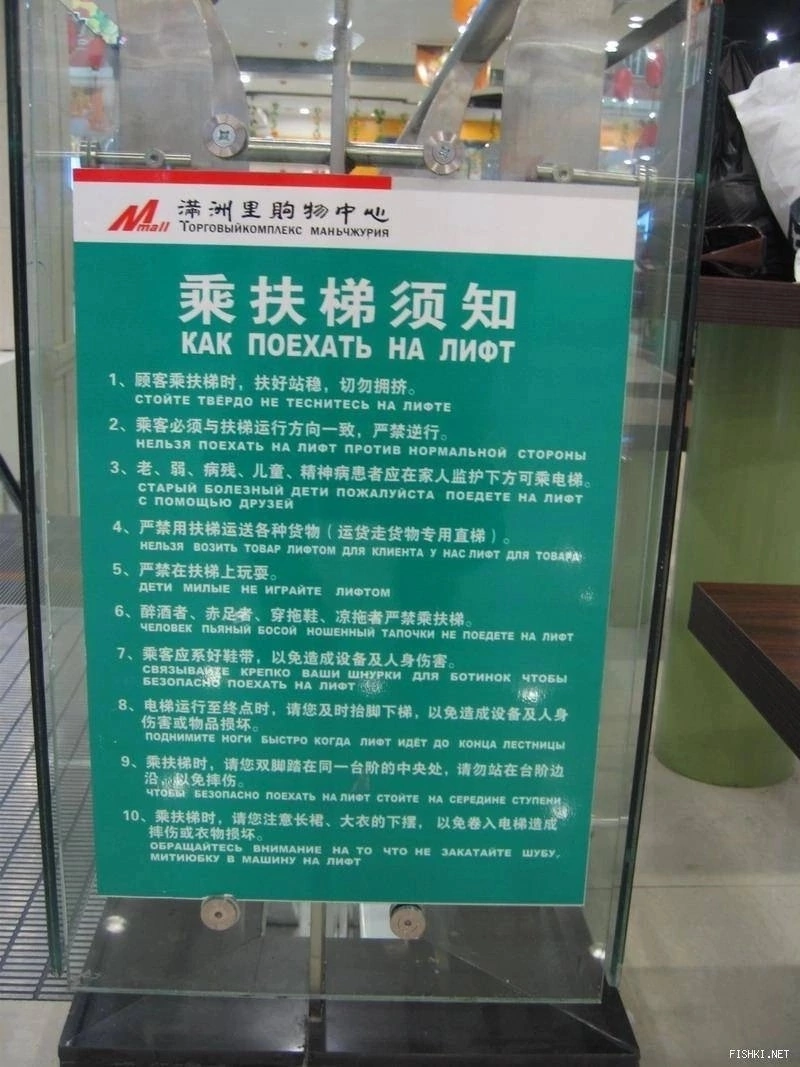 Mmall 满洲里购物中心
ТОРГОВЫЙКОМПЛЕКС МАНЬЧЖУРИЯ
乘扶梯须知
КАК ПОЕХАТЬ НА ЛИФТ
1、顾客乘扶梯时，扶好站稳，切勿拥挤。
СТОЙТЕ ТВЁРДО НЕ ТЕСНИТЕСЬ НА ЛИФТЕ
2、乘客必须与扶梯运行方向一致，严禁逆行。
НЕЛЬЗЯ ПОЕХАТЬ НА ЛИФТ ПРОТИВ НОРМАЛЬНОЙ СТОРОНЫ
3、老、弱、病残、儿童、精神病患者应在家人监护下方可乘电梯。
СТАРЫЙ БОЛЕЗНЫЙ ДЕТИ ПОЖАЛУЙСТА ПОЕДЕТЕ НА ЛИФТ
С ПОМОЩЬЮ ДРУЗЕЙ
4、严禁用扶梯运送各种货物（运货走货物专用直梯）。
НЕЛЬЗЯ ВОЗИТЬ ТОВАР ЛИФТОМ ДЛЯ КЛИЕНТА У НАС ЛИФТ ДЛЯ ТОВАРА
5、严禁在扶梯上玩耍。
ДЕТИ МИЛЫЕ НЕ ИГРАЙТЕ ЛИФТОМ
6、醉酒者、赤足者、穿拖鞋、凉拖者严禁乘扶梯。
ЧЕЛОВЕК ПЬЯНЫЙ БОСОЙ НОШЕННЫЙ ТАПОЧКИ НЕ ПОЕДЕТЕ НА ЛИФТ
7、乘客应系好鞋带，以免造成设备及人身伤害。
СВЯЗЫВАЙТЕ КРЕПКО ВАШИ ШНУРКИ ДЛЯ БОТИНОК ЧТОБЫ
БЕЗОПАСНО ПОЕХАТЬ НА ЛИФТ
8、电梯运行至终点时，请您及时抬脚下梯，以免造成设备及人身
伤害或物品损坏。
ПОДНИМИТЕ НОГИ БЫСТРО КОГДА ЛИФТ ИДЁТ ДО КОНЦА ЛЕСТНИЦЫ
9、乘扶梯时，请您双脚踏在同一台阶的中央处，请勿站在台阶边
沿，以免摔伤。
ЧТОБЫ БЕЗОПАСНО ПОЕХАТЬ НА ЛИФТ СТОЙТЕ НА СЕРЕДИНЕ СТУПЕНИ
10、乘扶梯时，请您注意长裙、大衣的下摆，以免卷入电梯造成
摔伤或衣物损坏。
ОБРАЩАЙТЕСЬ ВНИМАНИЕ НА ТО ЧТО НЕ ЗАКАТАЙТЕ ШУБУ,
МИТИЮБКУ В МАШИНУ НА ЛИФТ
FISHKI.NET